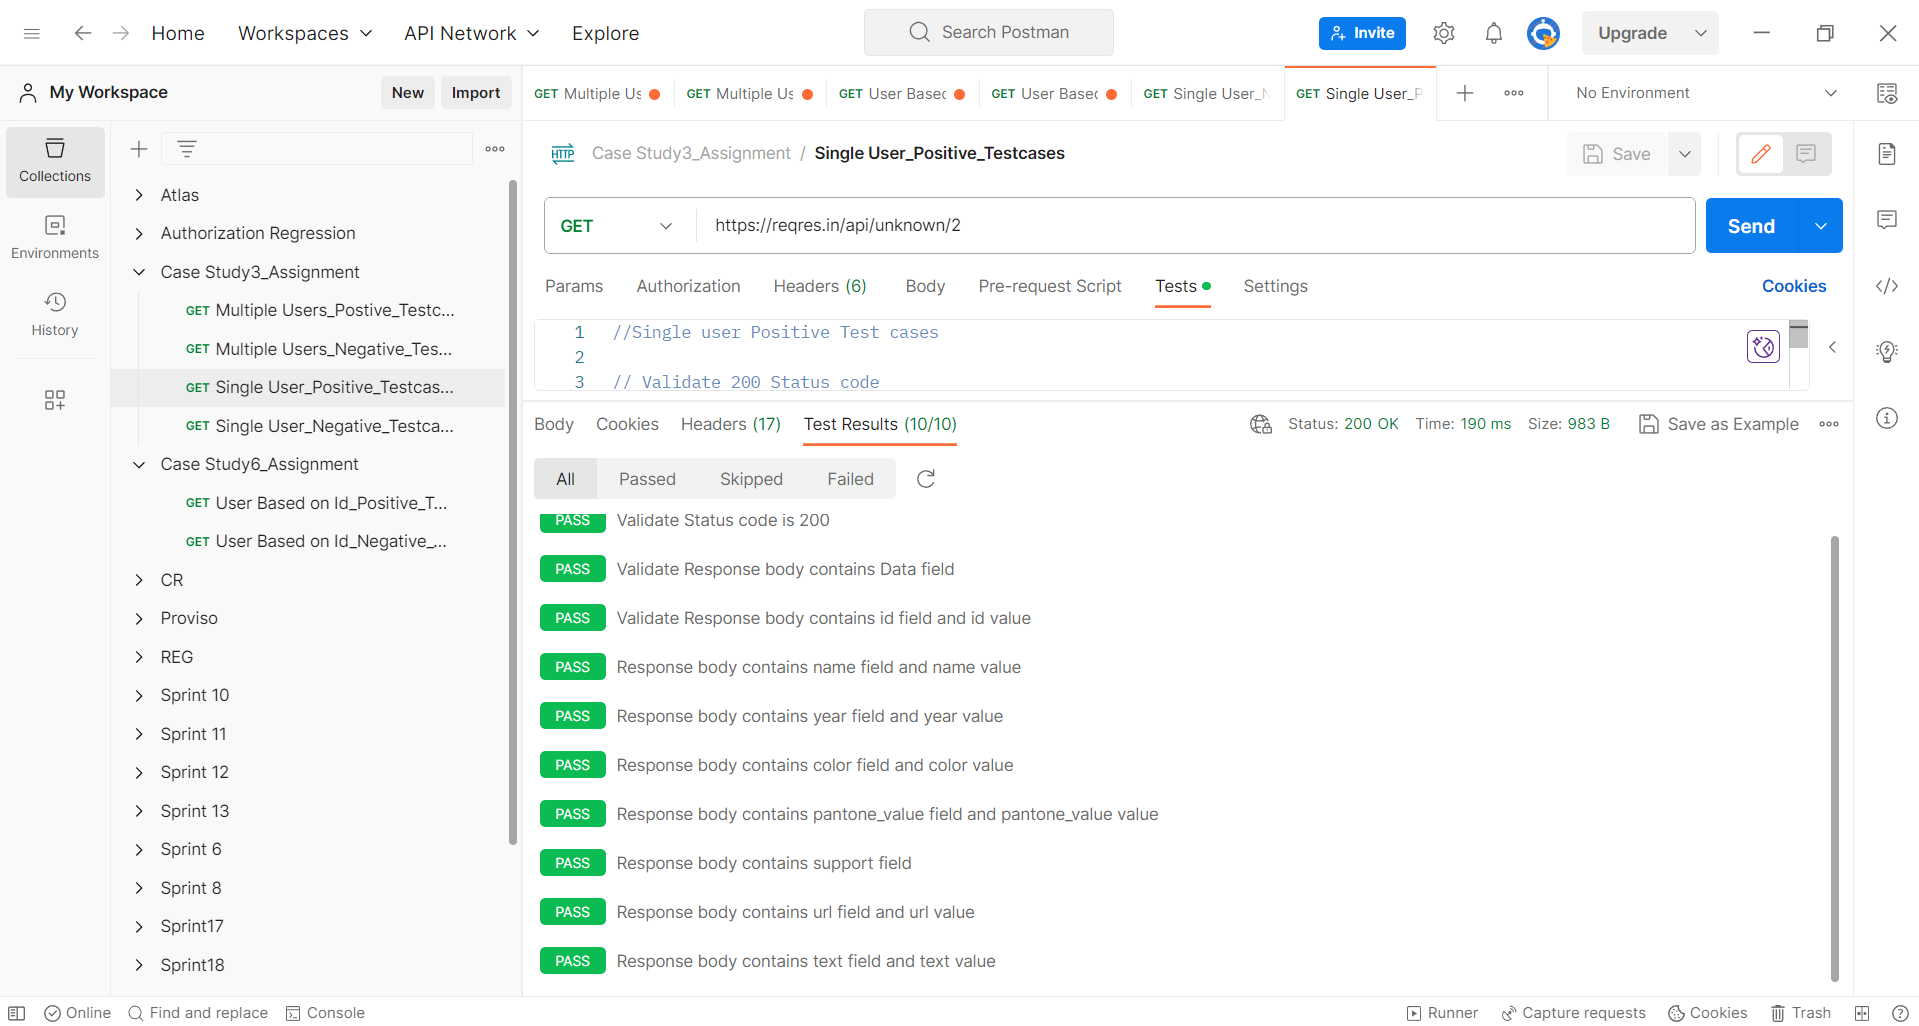 Home Workspaces API Network Explore Search Postman Invite Upgrade
My Workspace New Import
GET Multiple Us GET Multiple Us GET User Based GET User Based GET Single User_N GET Single User_P No Environment
Collections
Environments
History
Atlas
Authorization Regression
Case Study3_Assignment
GET Multiple Users_Postive_Testc...
GET Multiple Users_Negative_Tes...
GET Single User_Positive_Testcas...
GET Single User_Negative_Testca...
Case Study6_Assignment
GET User Based on Id_Positive_T...
GET User Based on Id_Negative_...
CR
Proviso
REG
Sprint 10
Sprint 11
Sprint 12
Sprint 13
Sprint 6
Sprint 8
Sprint17
Sprint18
HTTP Case Study3_Assignment / Single User_Positive_Testcases Save
GET https://reqres.in/api/unknown/2 Send
Params Authorization Headers (6) Body Pre-request Script Tests Settings Cookies
1 //Single user Positive Test cases
2
3 // Validate 200 Status code
Body Cookies Headers (17) Test Results (10/10) Status: 200 OK Time: 190 ms Size: 983 B Save as Example
All Passed Skipped Failed
PASS Validate Status code is 200
PASS Validate Response body contains Data field
PASS Validate Response body contains id field and id value
PASS Response body contains name field and name value
PASS Response body contains year field and year value
PASS Response body contains color field and color value
PASS Response body contains pantone_value field and pantone_value value
PASS Response body contains support field
PASS Response body contains url field and url value
PASS Response body contains text field and text value
Online Find and replace Console Runner Capture requests Cookies Trash